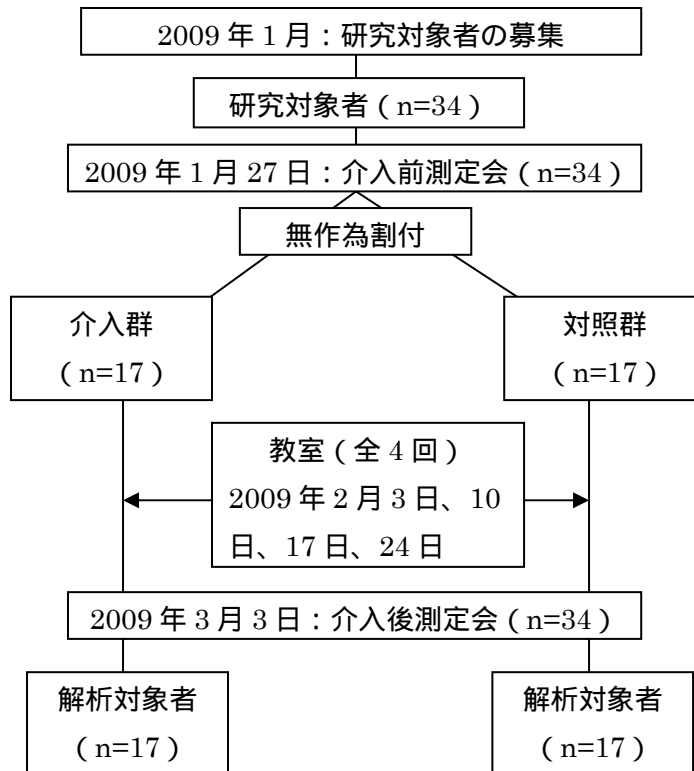 2009 年 1 月：研究対象者の募集
研究対象者（n=34）
2009 年 1 月 27 日：介入前測定会（n=34）
無作為割付
介入群
（n=17）
対照群
（n=17）
教室（全 4 回）
2009 年 2 月 3 日、10
日、17 日、24 日
2009 年 3 月 3 日：介入後測定会（n=34）
解析対象者
（n=17）
解析対象者
（n=17）